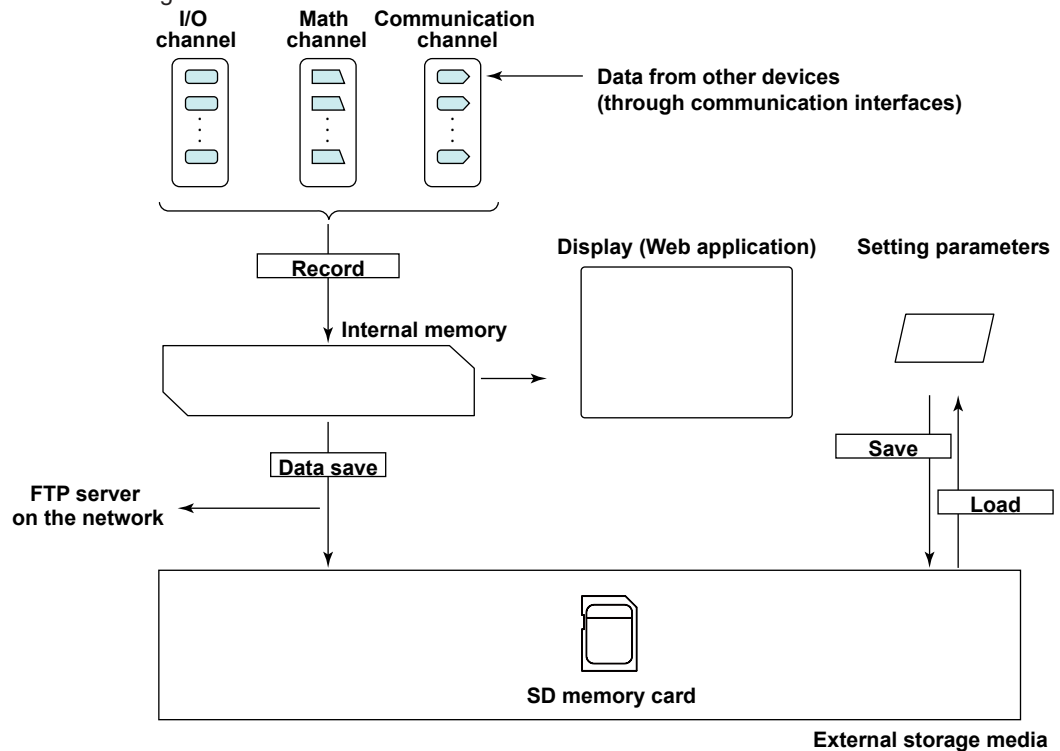 I/O
channel
Math
channel
Communication
channel
Data from other devices
(through communication interfaces)
Record
Display (Web application)
Setting parameters
Internal memory
Save
Data save
FTP server
on the network
Load
SD memory card
External storage media